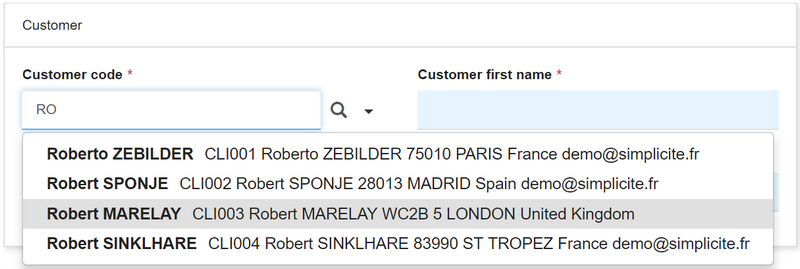 Customer
Customer code * Customer first name *
RO
Roberto ZEBILDER CLI001 Roberto ZEBILDER 75010 PARIS France demo@simplicite.fr
Robert SPONJE CLI002 Robert SPONJE 28013 MADRID Spain demo@simplicite.fr
Robert MARELAY CLI003 Robert MARELAY WC2B 5 LONDON United Kingdom
Robert SINKLHARE CLI004 Robert SINKLHARE 83990 ST TROPEZ France demo@simplicite.fr